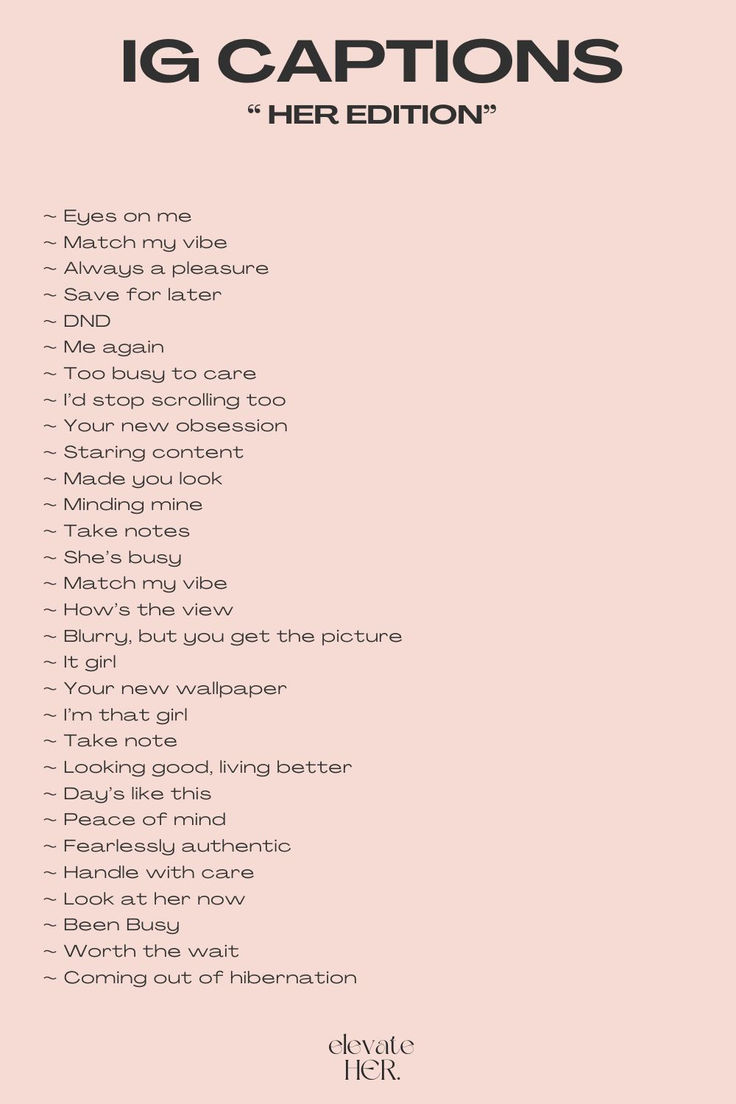 IG CAPTIONS
“ HER EDITION”
~ Eyes on me
~ Match my vibe
~ Always a pleasure
~ Save for later
~ DND
~ Me again
~ Too busy to care
~ I’d stop scrolling too
~ Your new obsession
~ Staring content
~ Made you look
~ Minding mine
~ Take notes
~ She’s busy
~ Match my vibe
~ How’s the view
~ Blurry, but you get the picture
~ It girl
~ Your new wallpaper
~ I’m that girl
~ Take note
~ Looking good, living better
~ Day’s like this
~ Peace of mind
~ Fearlessly authentic
~ Handle with care
~ Look at her now
~ Been Busy
~ Worth the wait
~ Coming out of hibernation
elevate
HER.